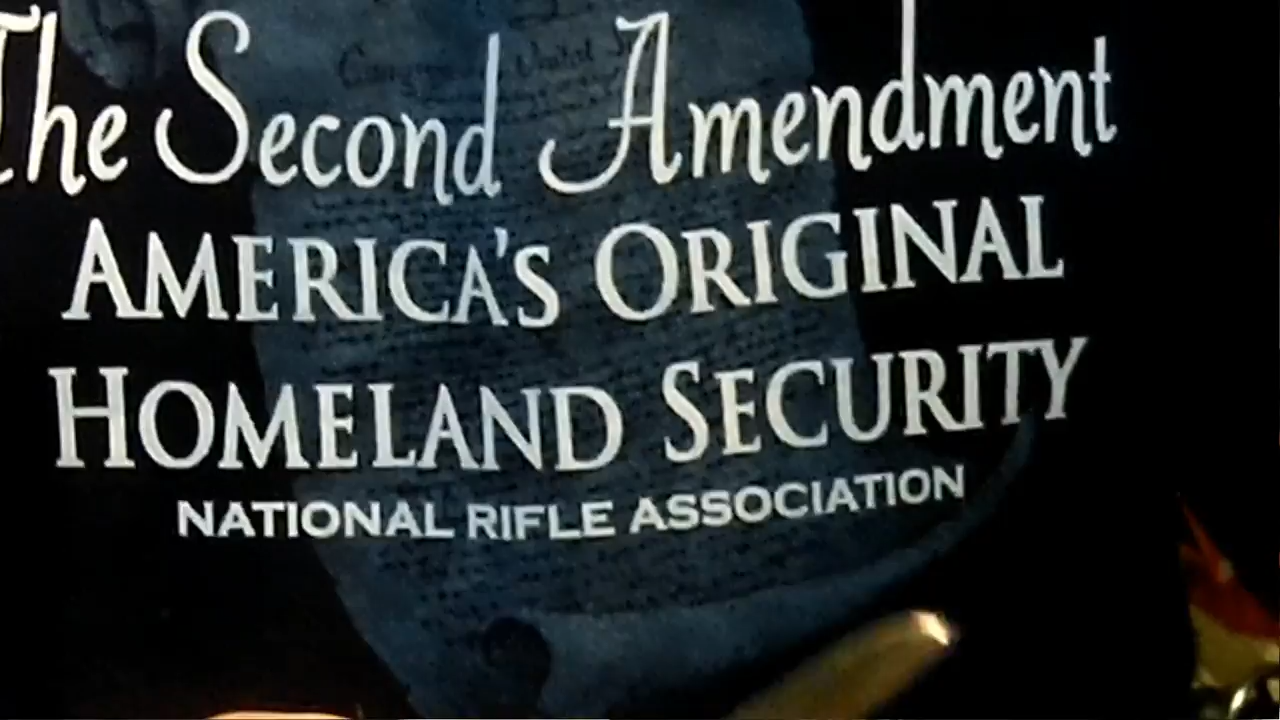 The Second Amendment
AMERICA'S ORIGINAL
HOMELAND SECURITY
NATIONAL RIFLE ASSOCIATION